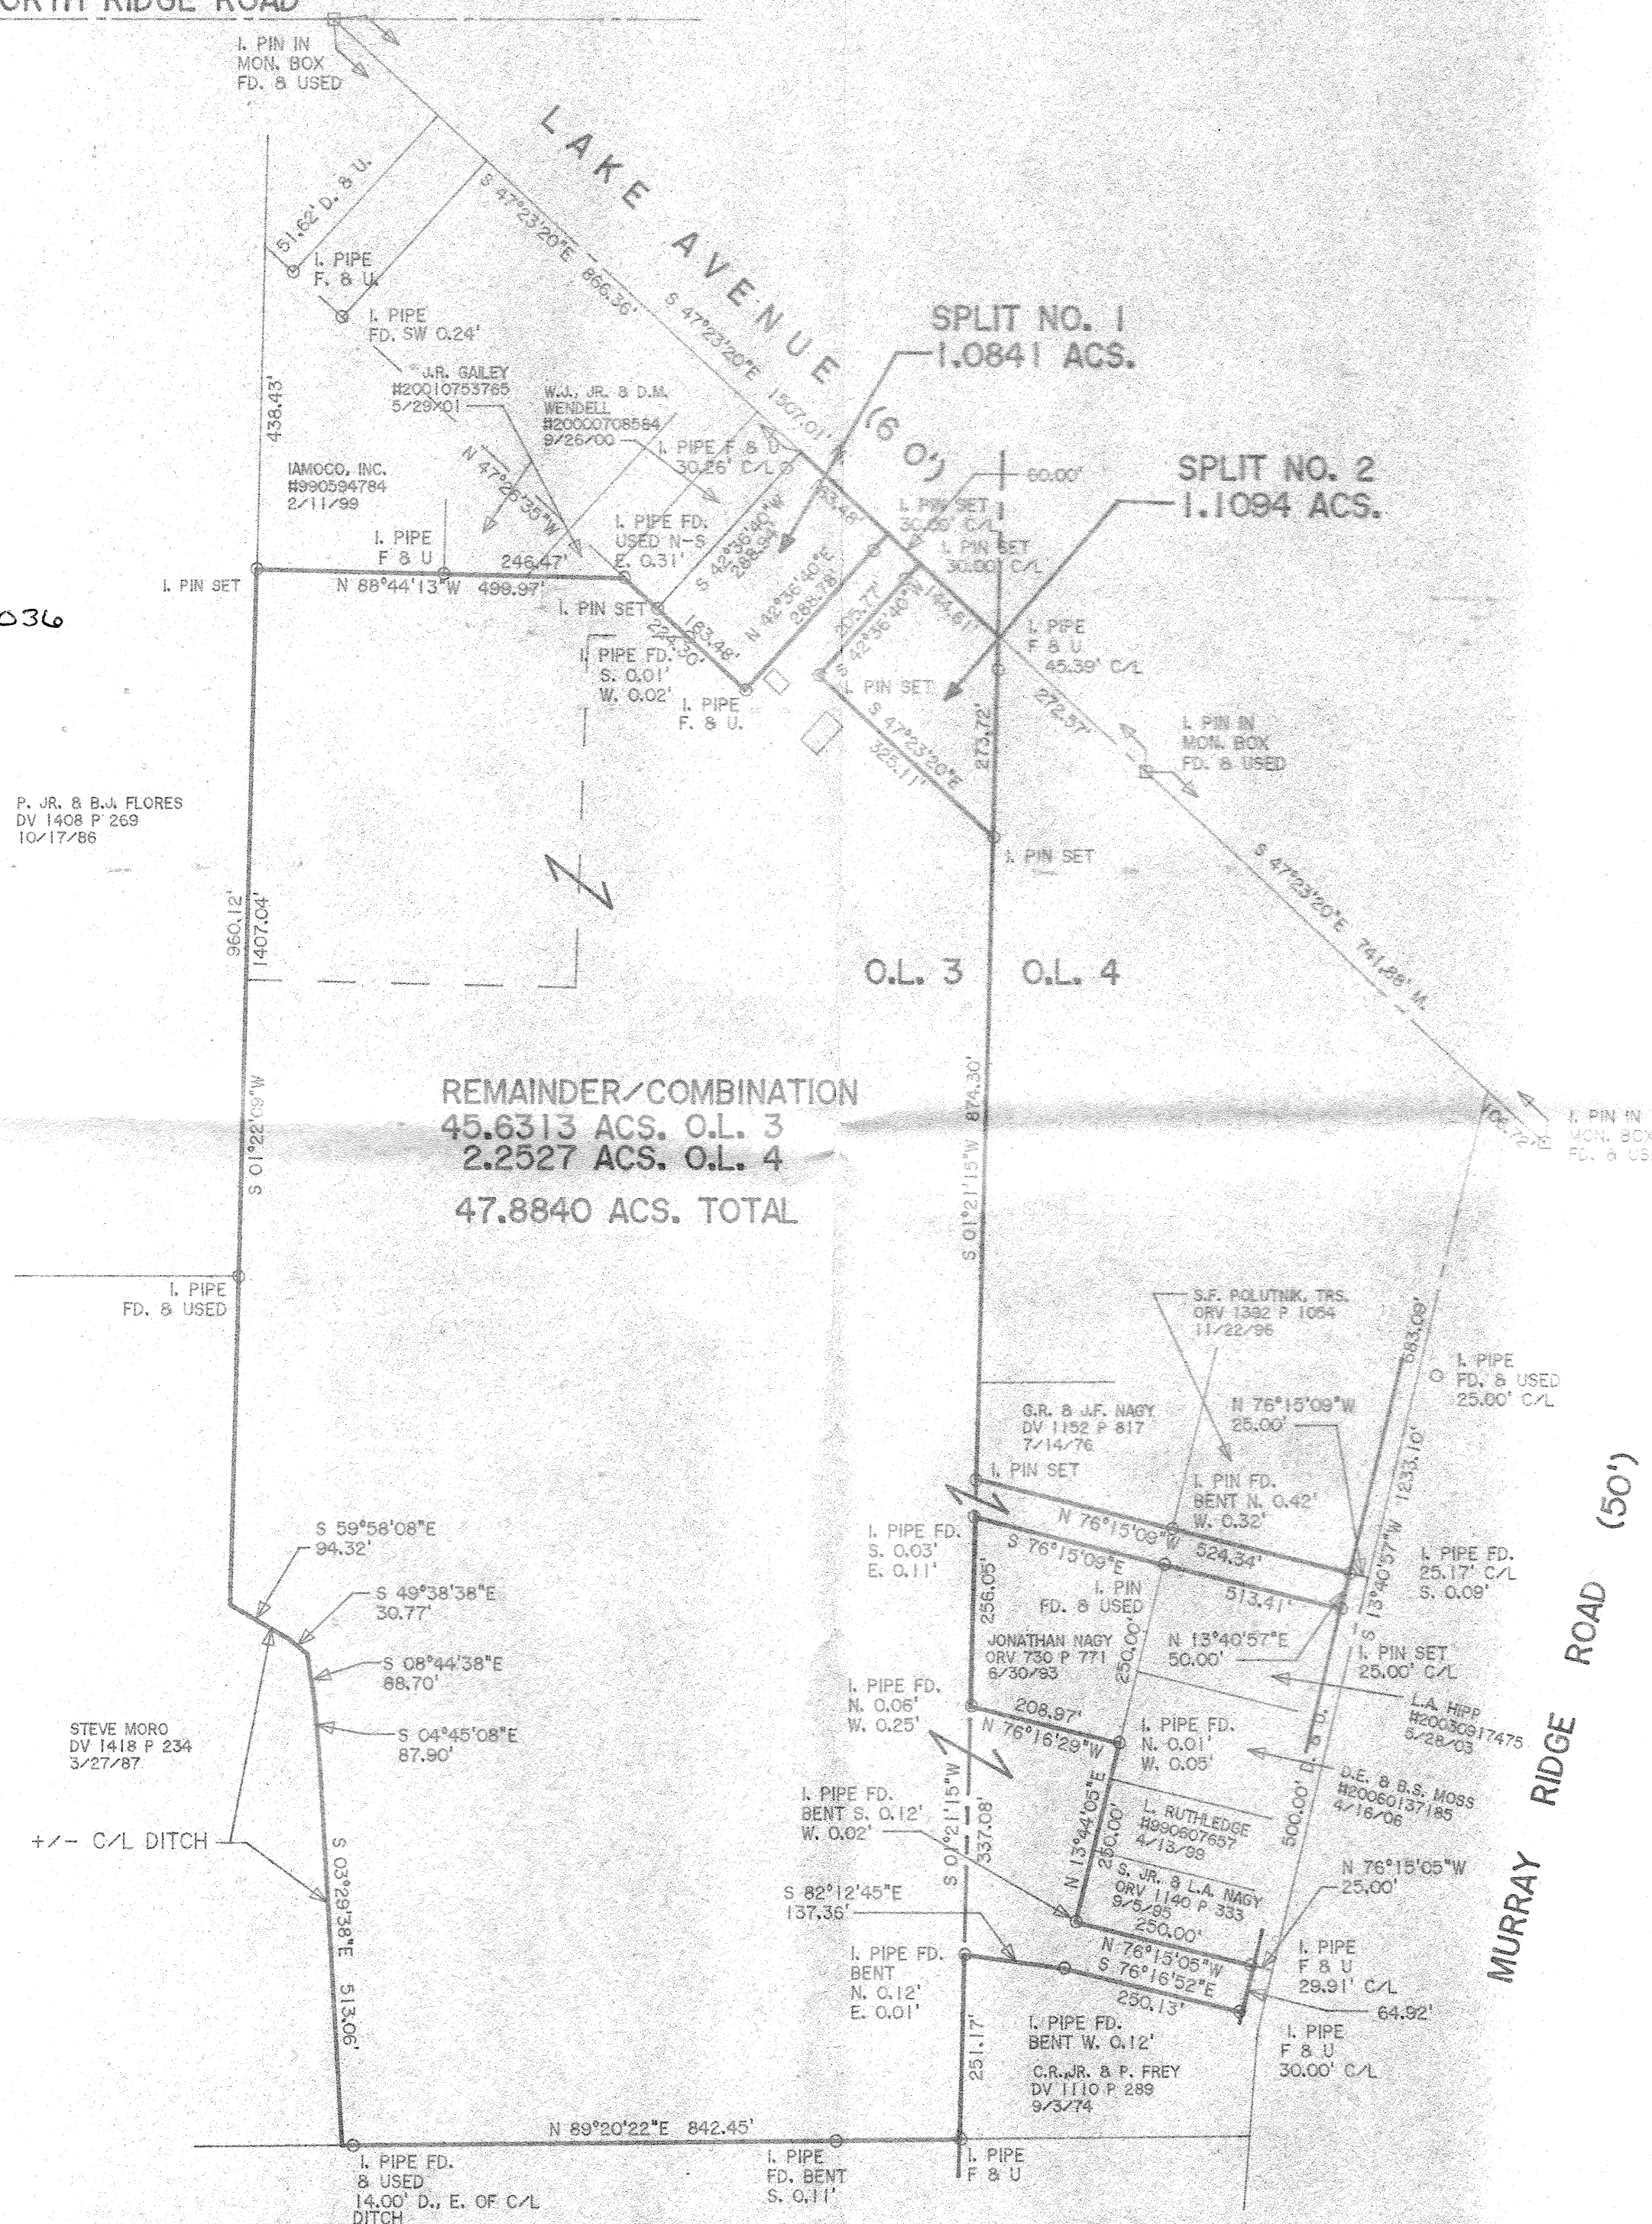 ORTH RIDGE ROAD
I. PIN IN
MON. BOX
FD. & USED
LAKE AVENUE (60')
51.62' D. & U.
I. PIPE
F. & U.
I. PIPE
FD. SW 0.24'
S 47°23'20"E 866.36'
S 47°23'20"E 1507.01'
SPLIT NO. 1
1.0841 ACS.
SPLIT NO. 2
1.1094 ACS.
438.43'
J.R. GAILEY
#20010753765
5/29/01
W.J., JR. & D.M.
WENDELL
#20000708584
9/26/00
I. PIPE F & U
30.26' C/L
N 47°26'35"W
IAMOCO, INC.
#990594784
2/11/99
60.00'
I. PIN SET
30.00' C/L
I. PIN SET
30.00' C/L
63.48'
I. PIPE
F & U
246.47'
N 88°44'13"W 499.97'
I. PIPE FD.
USED N-S
E. 0.31'
S 42°36'40"W
N 42°36'40"E
288.78'
205.77'
S 42°36'40"W
144.61'
I. PIN SET
I. PIN SET
163.48'
224.30'
I. PIPE FD.
S. 0.01'
W. 0.02'
I. PIPE
F. & U.
I. PIN SET
I. PIPE
F & U
45.39' C/L
036
S 47°23'20"E
325.11'
273.72'
272.57'
I. PIN IN
MON. BOX
FD. & USED
P. JR. & B.J. FLORES
DV 1408 P 269
10/17/86
I. PIN SET
S 47°23'20"E 741.88' M.
960.12'
1407.04'
O.L. 3
O.L. 4
S 01°22'09"W
S 01°21'15"W 874.30'
REMAINDER/COMBINATION
45.6313 ACS. O.L. 3
2.2527 ACS. O.L. 4
47.8840 ACS. TOTAL
I. PIN IN
MON. BOX
FD. & US
I. PIPE
FD. & USED
S.F. POLUTNIK, TRS.
ORV 1392 P 1054
11/22/96
683.09'
I. PIPE
FD. & USED
25.00' C/L
G.R. & J.F. NAGY
DV 1152 P 817
7/14/76
N 76°15'09"W
25.00'
S 13°40'57"W 1233.10'
I. PIN SET
I. PIN FD.
BENT N. 0.42'
W. 0.32'
MURRAY RIDGE ROAD (50')
S 59°58'08"E
94.32'
S 49°38'38"E
30.77'
S 08°44'38"E
88.70'
S 04°45'08"E
87.90'
I. PIPE FD.
S. 0.03'
E. 0.11'
N 76°15'09"W
524.34'
S 76°15'09"E
513.41'
I. PIN
FD. & USED
I. PIPE FD.
25.17' C/L
S. 0.09'
256.05'
JONATHAN NAGY
ORV 730 P 771
6/30/93
250.00'
N 13°40'57"E
50.00'
I. PIN SET
25.00' C/L
L.A. HIPP
#20030917475
5/28/03
I. PIPE FD.
N. 0.06'
W. 0.25'
208.97'
N 76°16'29"W
I. PIPE FD.
N. 0.01'
W. 0.05'
D.E. & B.S. MOSS
#20060137185
4/16/06
STEVE MORO
DV 1418 P 234
3/27/87
+/- C/L DITCH
I. PIPE FD.
BENT S. 0.12'
W. 0.02'
S 01°21'15"W
337.08'
N 13°44'05"E
250.00'
L. RUTHLEDGE
#990607657
4/13/99
500.00' D. & U.
S. JR. & L.A. NAGY
ORV 1140 P 333
9/5/95
250.00'
N 76°15'05"W
25.00'
S 82°12'45"E
137.36'
N 76°15'05"W
S 76°16'52"E
250.13'
I. PIPE FD.
BENT
N. 0.12'
E. 0.01'
I. PIPE
F & U
29.91' C/L
64.92'
S 03°29'38"E 513.06'
251.17'
I. PIPE FD.
BENT W. 0.12'
I. PIPE
F & U
30.00' C/L
C.R.,JR. & P. FREY
DV 1110 P 289
9/3/74
N 89°20'22"E 842.45'
I. PIPE FD.
& USED
14.00' D., E. OF C/L
DITCH
I. PIPE
FD. BENT
S. 0.11'
I. PIPE
F & U